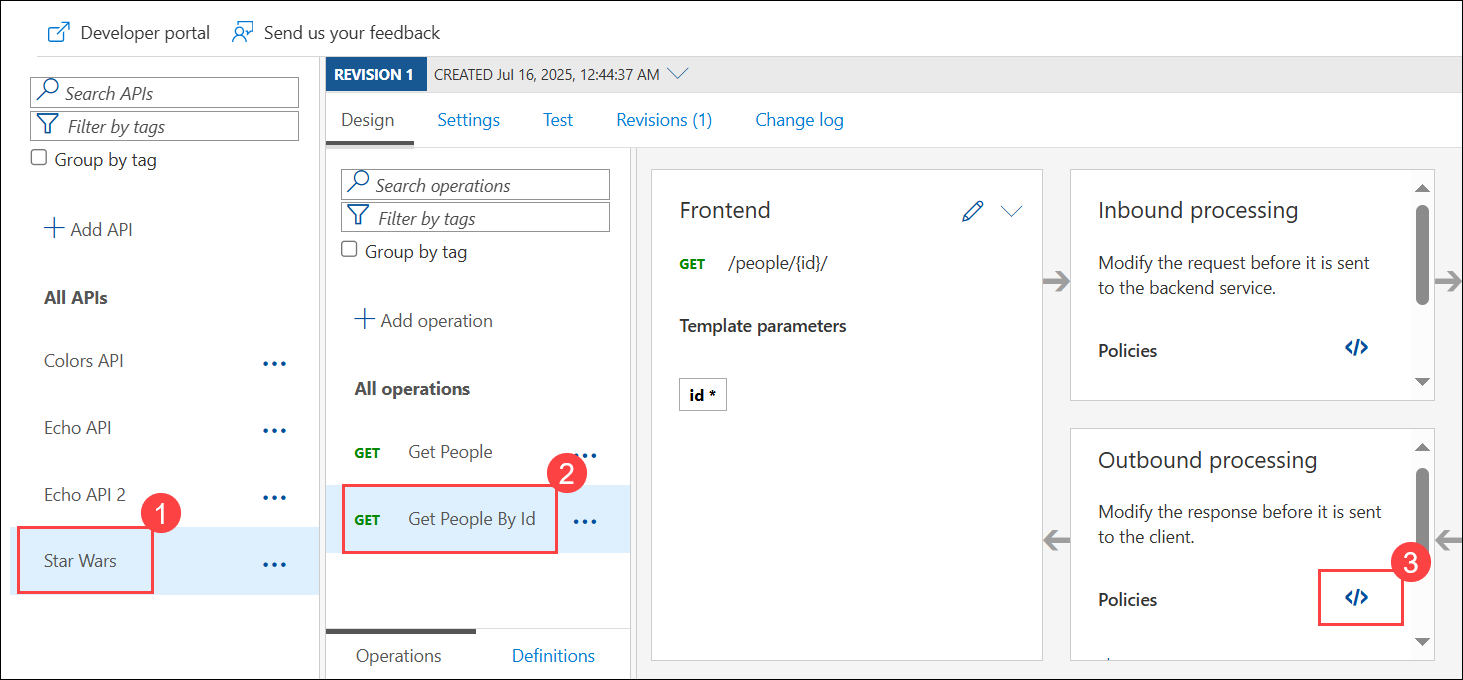 Developer portal
Send us your feedback
Search APIs
Filter by tags
Group by tag
Add API
All APIs
Colors API
Echo API
Echo API 2
1
Star Wars
REVISION 1
CREATED Jul 16, 2025, 12:44:37 AM
Design Settings Test Revisions (1) Change log
Search operations
Filter by tags
Group by tag
Add operation
All operations
GET Get People
2
GET Get People By Id
Operations Definitions
Frontend
GET /people/{id}/
Template parameters
id *
Inbound processing
Modify the request before it is sent
to the backend service.
Policies </>
Outbound processing
Modify the response before it is sent
to the client.
3
Policies </>